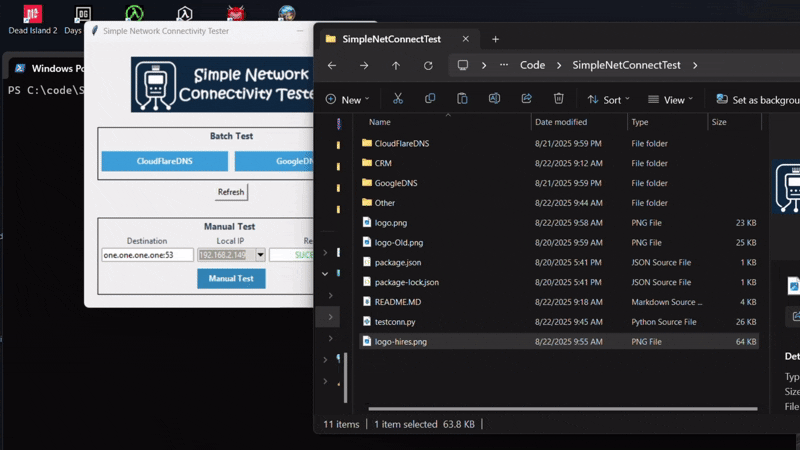 Dead Island 2 Days
Simple Network Connectivity Tester
Windows Po
PS C:\code\S
Simple Network
Connectivity Teste
Batch Test
CloudFlareDNS
GoogleDN
Refresh
Manual Test
Destination Local IP Re
one.one.one.one:53 192.168.2.149 SUCE
Manual Test
SimpleNetConnectTest
Code SimpleNetConnectTest
New Sort View Set as backgrou
Name Date modified Type Size
CloudFlareDNS 8/21/2025 9:59 PM File folder
CRM 8/22/2025 9:12 AM File folder
GoogleDNS 8/21/2025 9:59 PM File folder
Other 8/22/2025 9:44 AM File folder
logo.png 8/22/2025 9:58 AM PNG File 23 KB
logo-Old.png 8/20/2025 9:59 AM PNG File 25 KB
package.json 8/20/2025 5:41 PM JSON Source File 1 KB
package-lock.json 8/20/2025 5:41 PM JSON Source File 1 KB
README.MD 8/22/2025 9:18 AM Markdown Source ... 4 KB
testconn.py 8/22/2025 9:45 AM Python Source File 26 KB
logo-hires.png 8/22/2025 9:55 AM PNG File 64 KB
Det
Typ
Size
File
11 items 1 item selected 63.8 KB